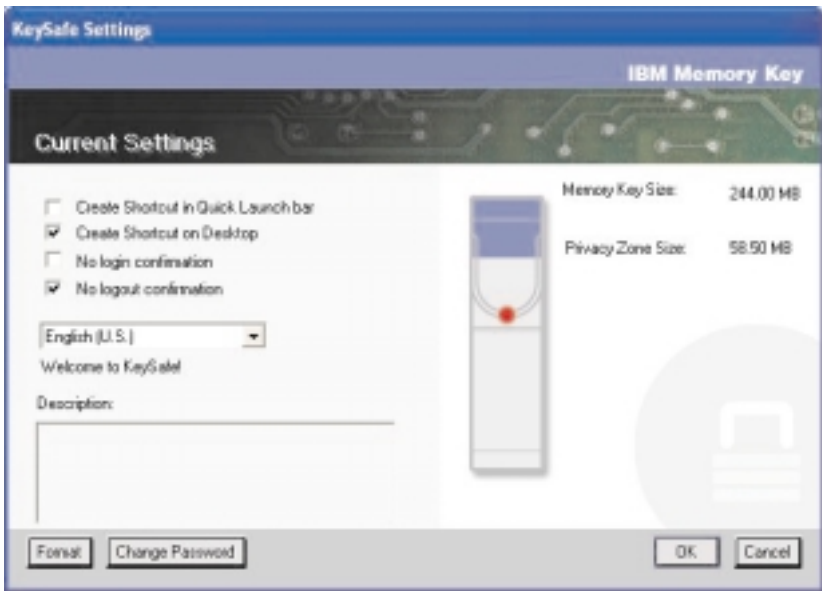 KeySafe Settings
IBM Memory Key
Current Settings
Create Shortcut in Quick Launch bar
Create Shortcut on Desktop
No login confirmation
No logout confirmation
English (U.S.)
Welcome to KeySafe!
Description:
Memory Key Size: 244.00 MB
Privacy Zone Size: 58.50 MB
Format
Change Password
OK
Cancel